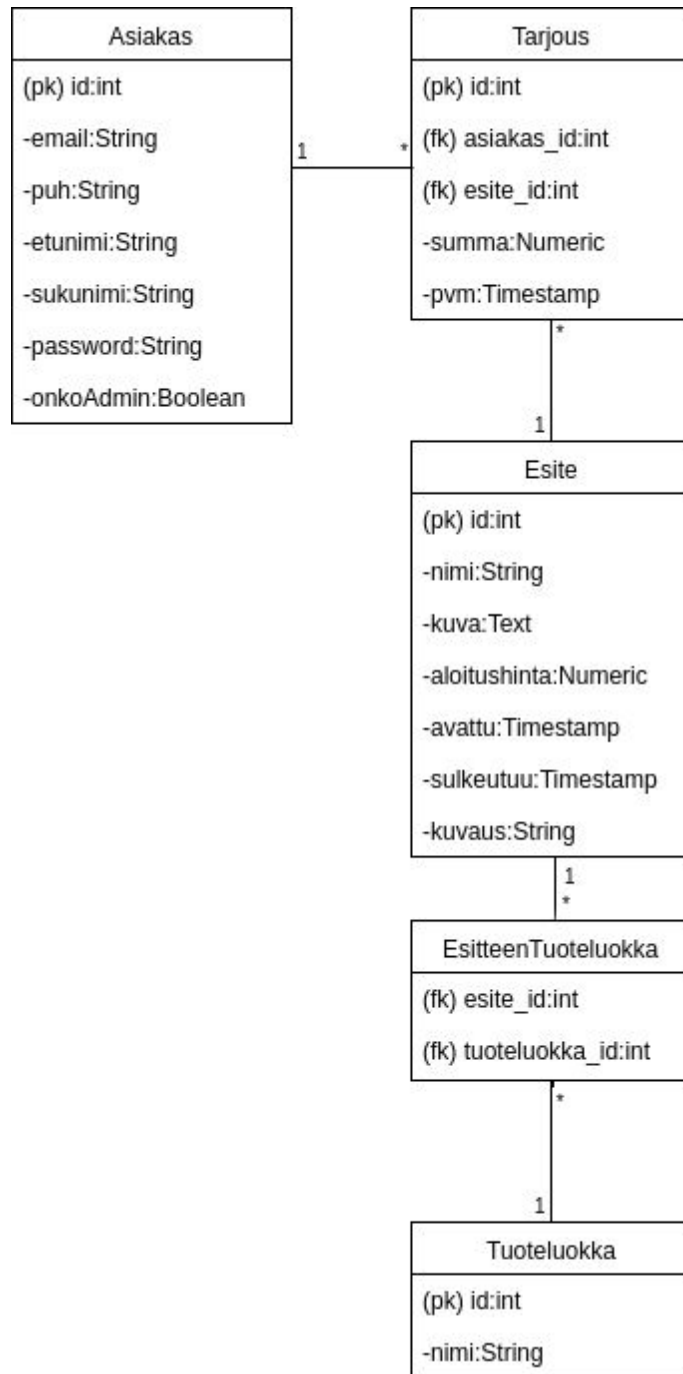 Asiakas
(pk) id:int
-email:String
-puh:String
-etunimi:String
-sukunimi:String
-password:String
-onkoAdmin:Boolean
1
*
Tarjous
(pk) id:int
(fk) asiakas_id:int
(fk) esite_id:int
-summa:Numeric
-pvm:Timestamp
*
1
Esite
(pk) id:int
-nimi:String
-kuva:Text
-aloitushinta:Numeric
-avattu:Timestamp
-sulkeutuu:Timestamp
-kuvaus:String
1
*
EsitteenTuoteluokka
(fk) esite_id:int
(fk) tuoteluokka_id:int
*
1
Tuoteluokka
(pk) id:int
-nimi:String